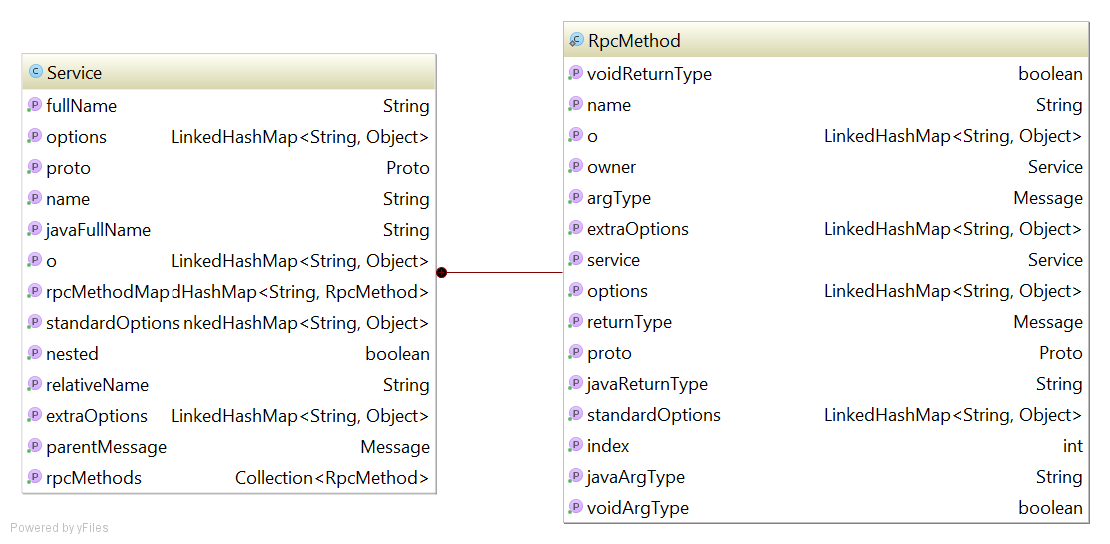 Service
fullName String
options LinkedHashMap<String, Object>
proto Proto
name String
javaFullName String
o LinkedHashMap<String, Object>
rpcMethodMap dHashMap<String, RpcMethod>
standardOptions nkedHashMap<String, Object>
nested boolean
relativeName String
extraOptions LinkedHashMap<String, Object>
parentMessage Message
rpcMethods Collection<RpcMethod>
RpcMethod
voidReturnType boolean
name String
o LinkedHashMap<String, Object>
owner Service
argType Message
extraOptions LinkedHashMap<String, Object>
service Service
options LinkedHashMap<String, Object>
returnType Message
proto Proto
javaReturnType String
standardOptions LinkedHashMap<String, Object>
index int
javaArgType String
voidArgType boolean
Powered by yFiles